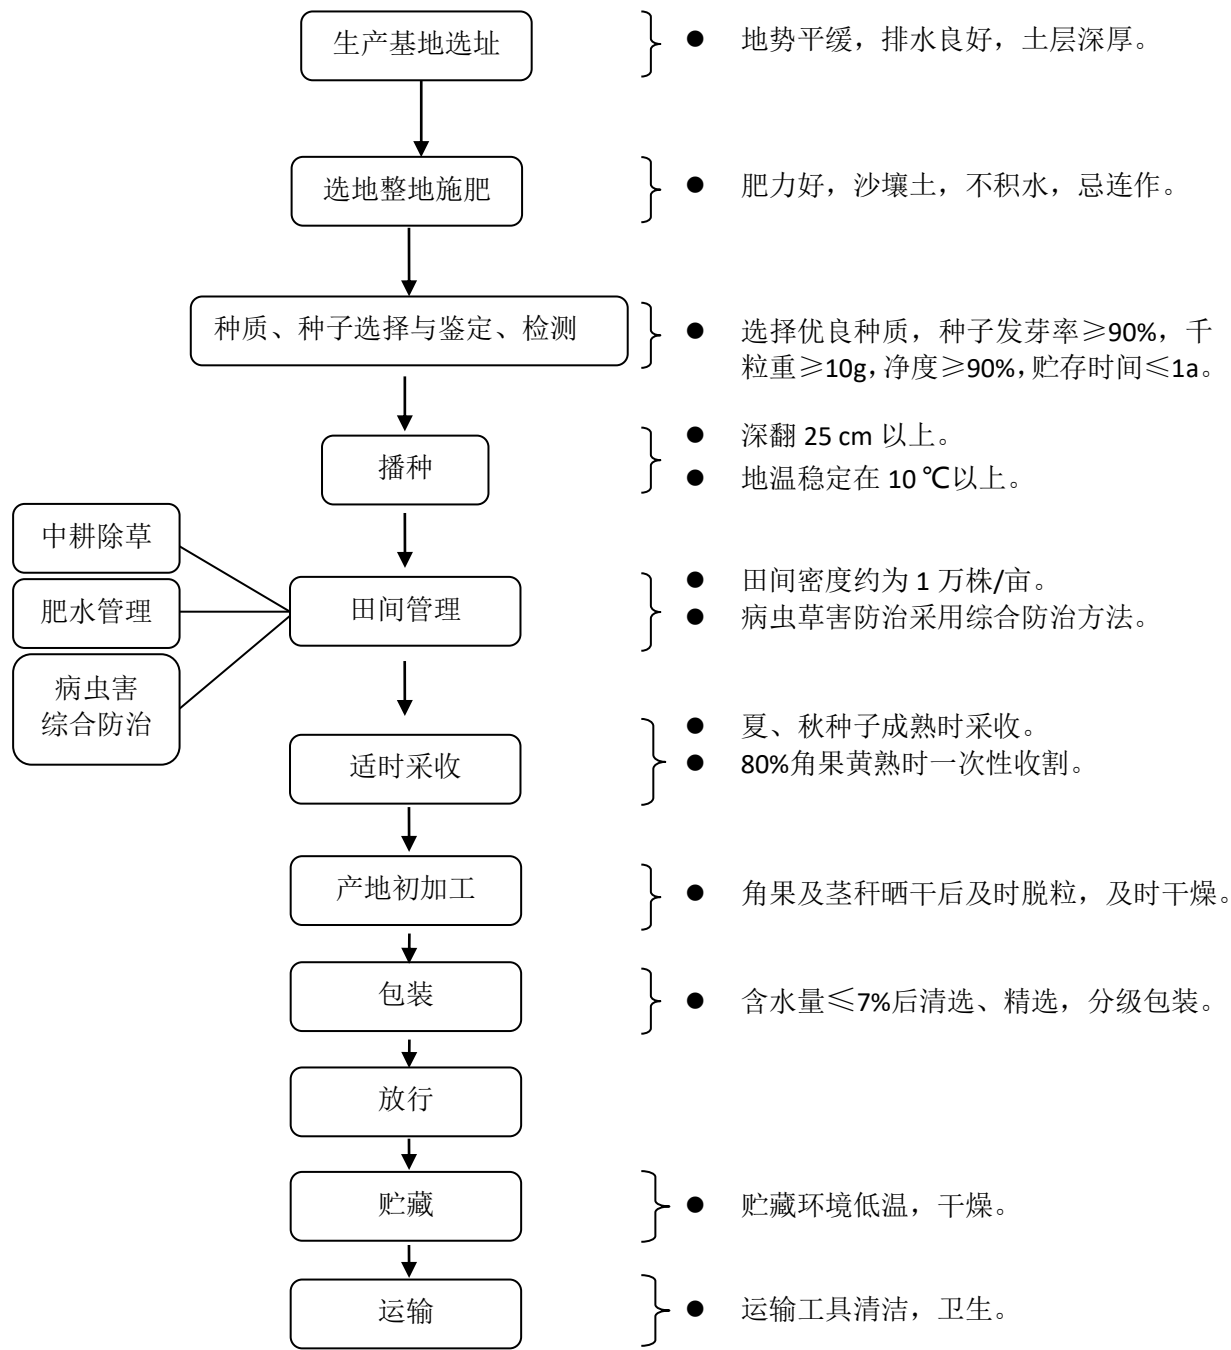 生产基地选址
● 地势平缓，排水良好，土层深厚。
选地整地施肥
● 肥力好，沙壤土，不积水，忌连作。
种质、种子选择与鉴定、检测
● 选择优良种质，种子发芽率≥90%，千
粒重≥10g，净度≥90%，贮存时间≤1a。
播种
● 深翻 25 cm 以上。
● 地温稳定在 10 ℃以上。
中耕除草
肥水管理
病虫害
综合防治
田间管理
● 田间密度约为 1 万株/亩。
● 病虫草害防治采用综合防治方法。
适时采收
● 夏、秋种子成熟时采收。
● 80%角果黄熟时一次性收割。
产地初加工
● 角果及茎秆晒干后及时脱粒，及时干燥。
包装
● 含水量≤7%后清选、精选，分级包装。
放行
贮藏
● 贮藏环境低温，干燥。
运输
● 运输工具清洁，卫生。